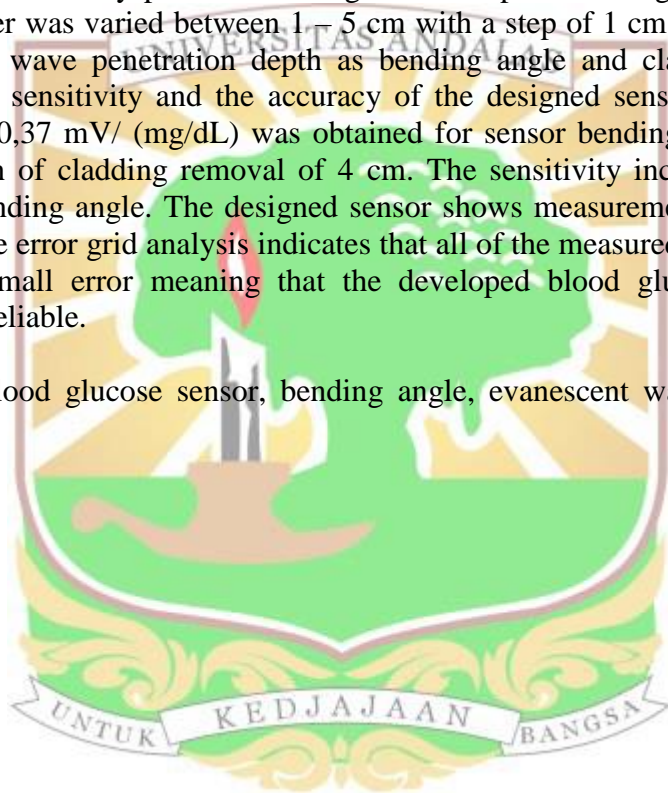 er was varied between 1 – 5 cm with a step of 1 cm
UNIVERSITAS ANDALAS
wave penetration depth as bending angle and cla
sensitivity and the accuracy of the designed sens
0,37 mV/ (mg/dL) was obtained for sensor bending
of cladding removal of 4 cm. The sensitivity inc
nding angle. The designed sensor shows measureme
e error grid analysis indicates that all of the measured
mall error meaning that the developed blood glu
eliable.
lood glucose sensor, bending angle, evanescent wa
UNTUK KEDJAJAAN BANGSA